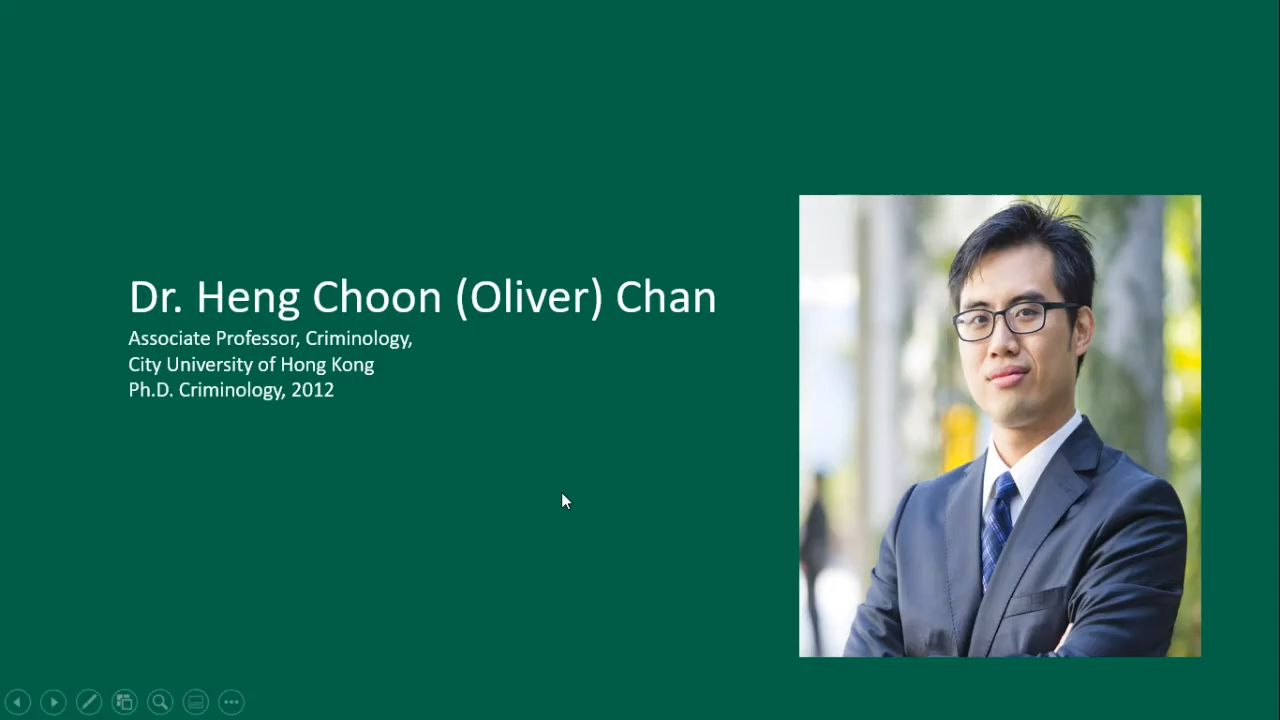 Dr. Heng Choon (Oliver) Chan
Associate Professor, Criminology,
City University of Hong Kong
Ph.D. Criminology, 2012